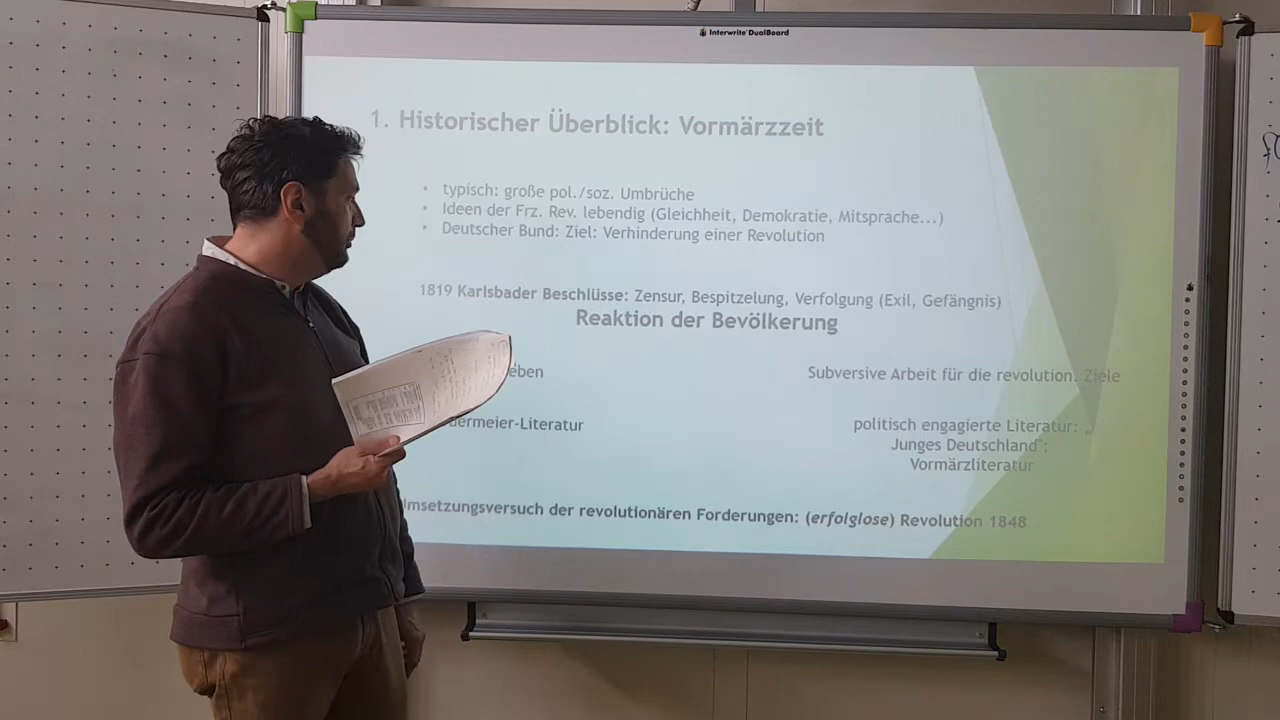 Interwrite DualBoard
1. Historischer Überblick: Vormärzzeit
typisch: große pol./soz. Umbrüche
Ideen der Frz. Rev. lebendig (Gleichheit, Demokratie, Mitsprache...)
Deutscher Bund: Ziel: Verhinderung einer Revolution
1819 Karlsbader Beschlüsse: Zensur, Bespitzelung, Verfolgung (Exil, Gefängnis)
Reaktion der Bevölkerung
eben
Subversive Arbeit für die revolution. Ziele
dermeier-Literatur
politisch engagierte Literatur: „
Junges Deutschland";
Vormärzliteratur
msetzungsversuch der revolutionären Forderungen: (erfolglose) Revolution 1848